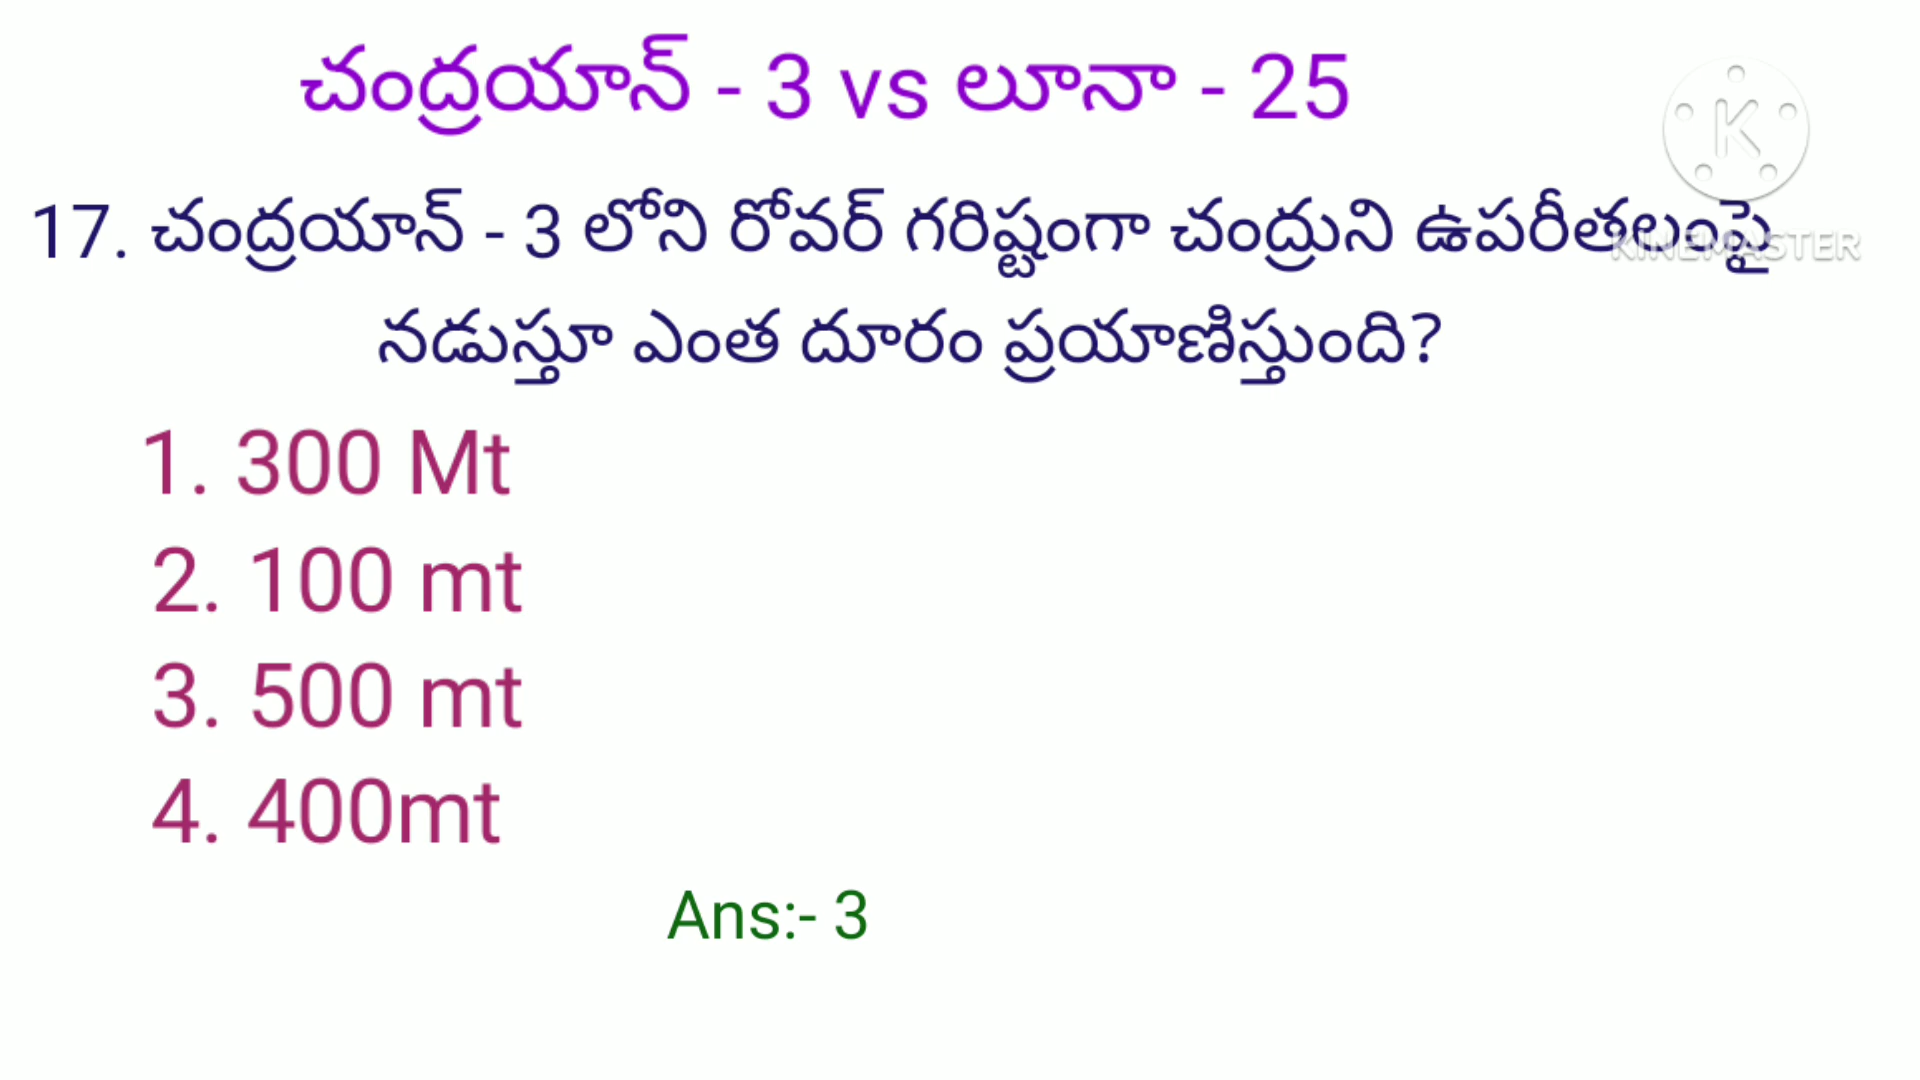 చంద్రయాన్ - 3 vs లూనా - 25
K
17. చంద్రయాన్ - 3 లోని రోవర్ గరిష్టంగా చంద్రుని ఉపరీతలంపై
KINEMASTER
నడుస్తూ ఎంత దూరం ప్రయాణిస్తుంది?
1. 300 Mt
2. 100 mt
3. 500 mt
4. 400mt
Ans:- 3